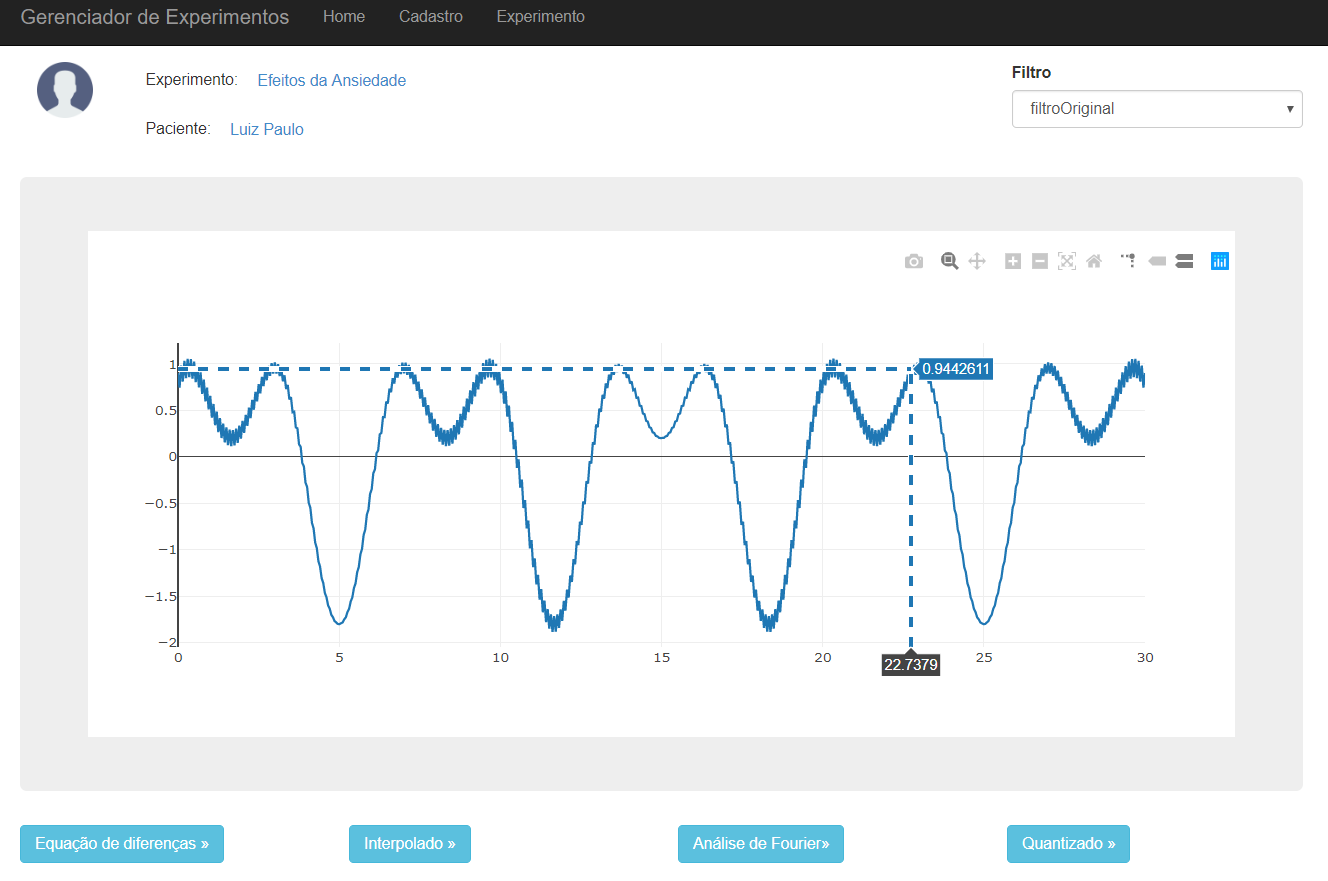 Gerenciador de Experimentos Home Cadastro Experimento
Experimento: Efeitos da Ansiedade
Paciente: Luiz Paulo
Filtro
filtroOriginal
1
0.5
0
−0.5
−1
−1.5
−2
0.9442611
0 5 10 15 20 25 30
22.7379
Equação de diferenças »
Interpolado »
Análise de Fourier»
Quantizado »